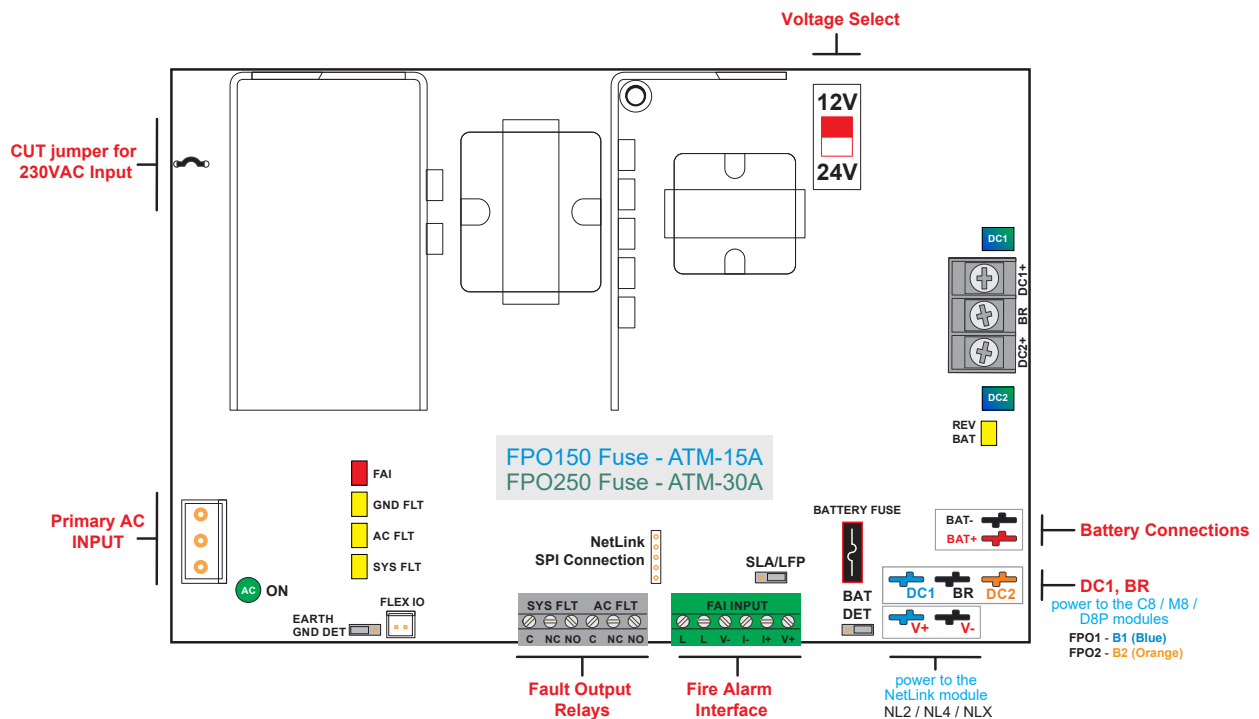 Voltage Select
12V
24V
CUT jumper for
230VAC Input
DC1
DC1+
BR
DC2+
DC2
REV
BAT
FPO150 Fuse - ATM-15A
FPO250 Fuse - ATM-30A
FAI
GND FLT
AC FLT
SYS FLT
Primary AC
INPUT
AC
ON
NetLink
SPI Connection
BATTERY FUSE
BAT-
BAT+
Battery Connections
SLA/LFP
FLEX IO
EARTH
GND DET
SYS FLT AC FLT
C NC NO C NC NO
FAI INPUT
L L V- I- I+ V+
BAT
DET
DC1 BR DC2
V+ V-
DC1, BR
power to the C8 / M8 /
D8P modules
FPO1 - B1 (Blue)
FPO2 - B2 (Orange)
Fault Output
Relays
Fire Alarm
Interface
power to the
NetLink module
NL2 / NL4 / NLX